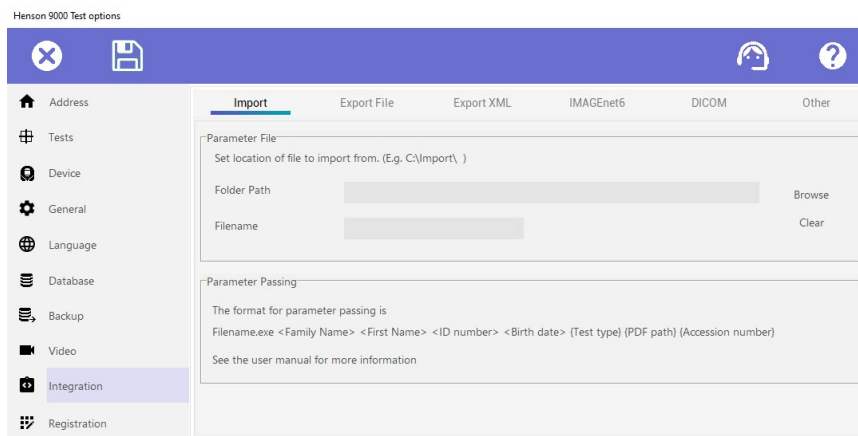 Henson 9000 Test options
Address
Tests
Device
General
Language
Database
Backup
Video
Integration
Registration
Import Export File Export XML IMAGEnet6 DICOM Other
Parameter File
Set location of file to import from. (E.g. C:\Import\ )
Folder Path
Browse
Filename
Clear
Parameter Passing
The format for parameter passing is
Filename.exe <Family Name> <First Name> <ID number> <Birth date> {Test type} {PDF path} {Accession number}
See the user manual for more information